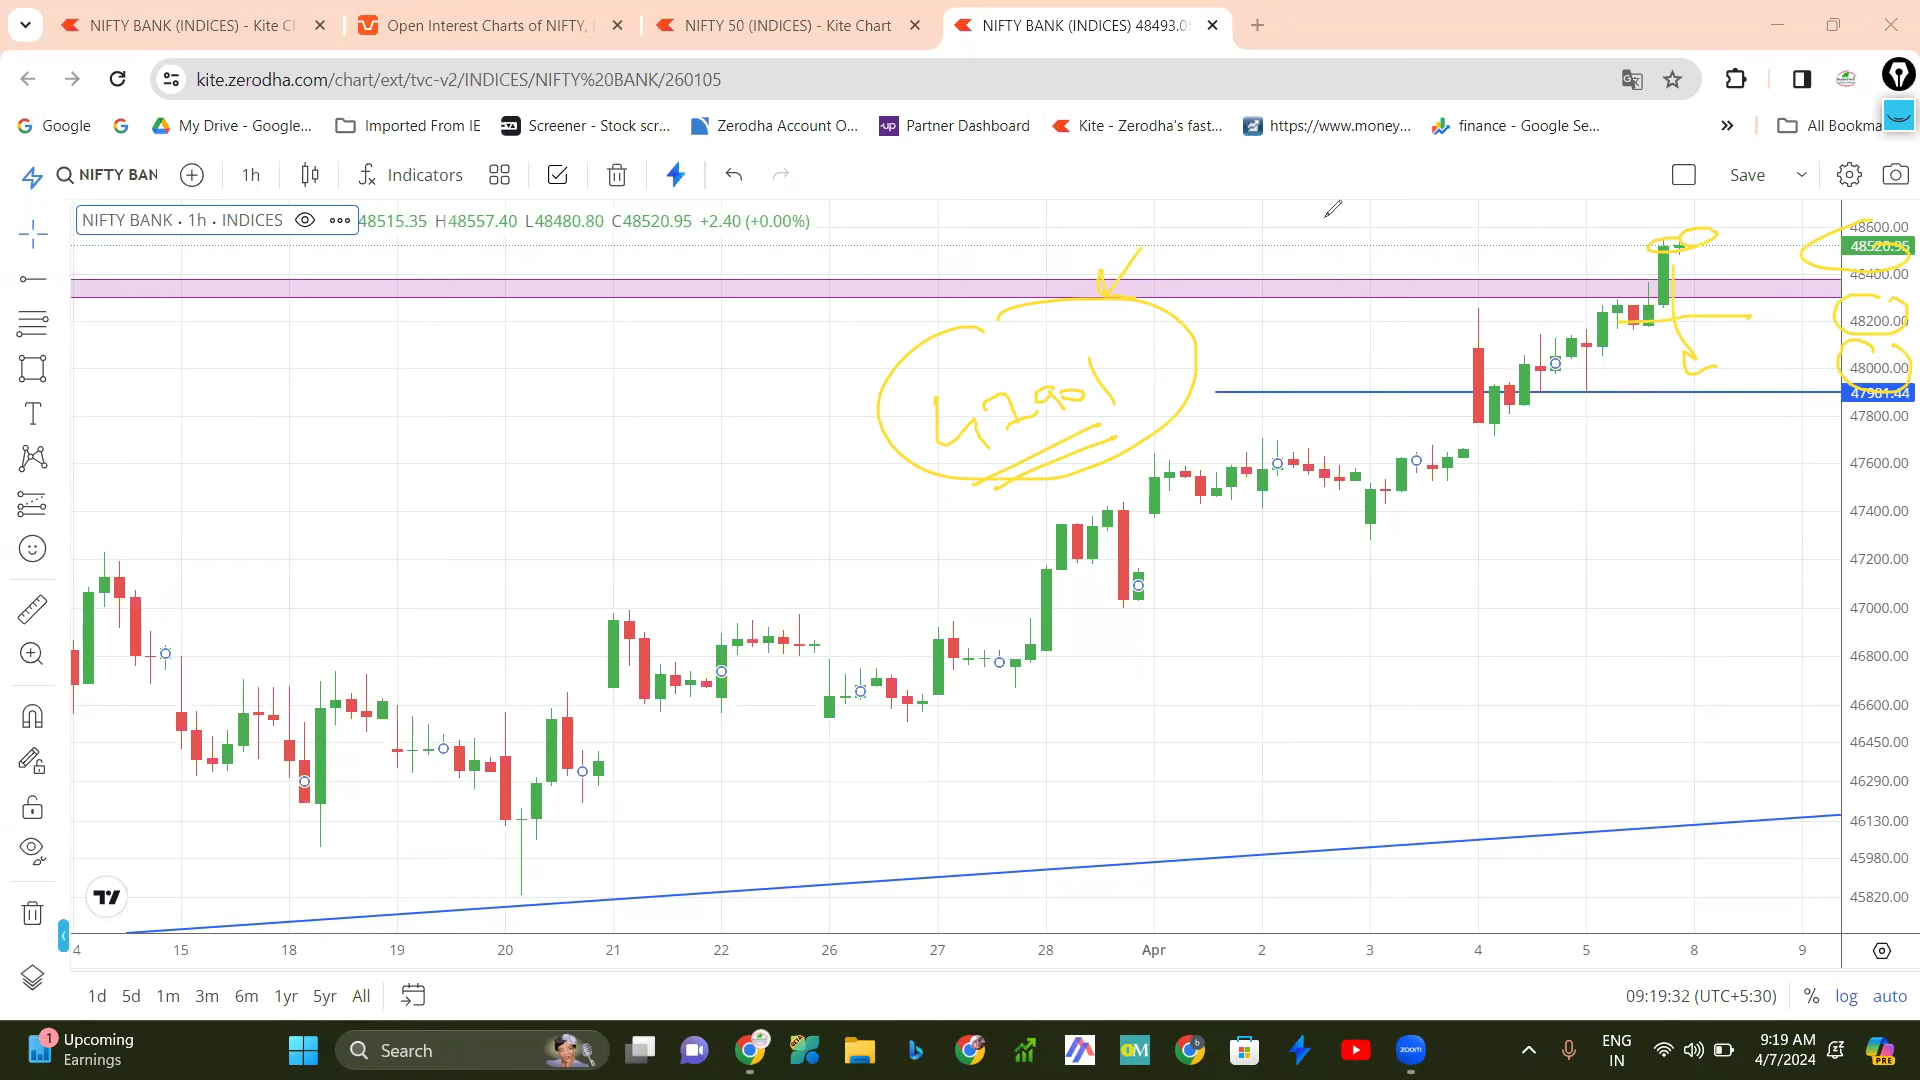 NIFTY BANK (INDICES) - Kite Cl
Open Interest Charts of NIFTY,
NIFTY 50 (INDICES) - Kite Chart
NIFTY BANK (INDICES) 48493.0
kite.zerodha.com/chart/ext/tvc-v2/INDICES/NIFTY%20BANK/260105
Google
My Drive - Google...
Imported From IE
Screener - Stock scr...
Zerodha Account O...
up
Partner Dashboard
Kite - Zerodha's fast...
https://www.money...
finance - Google Se...
All Bookma
NIFTY BAN
1h
Indicators
Save
NIFTY BANK · 1h · INDICES
48515.35 H48557.40 L48480.80 C48520.95 +2.40 (+0.00%)
48600.00
48520.95
48400.00
48200.00
48000.00
47901.44
47800.00
47600.00
47400.00
47200.00
47000.00
46800.00
46600.00
46450.00
46290.00
46130.00
45980.00
45820.00
4 15 18 19 20 21 22 26 27 28 Apr 2 3 4 5 8 9
1d 5d 1m 3m 6m 1yr 5yr All
09:19:32 (UTC+5:30)
% log auto
1 Upcoming
Earnings
Search
OM
zoom
ENG
IN
9:19 AM
4/7/2024
PRE